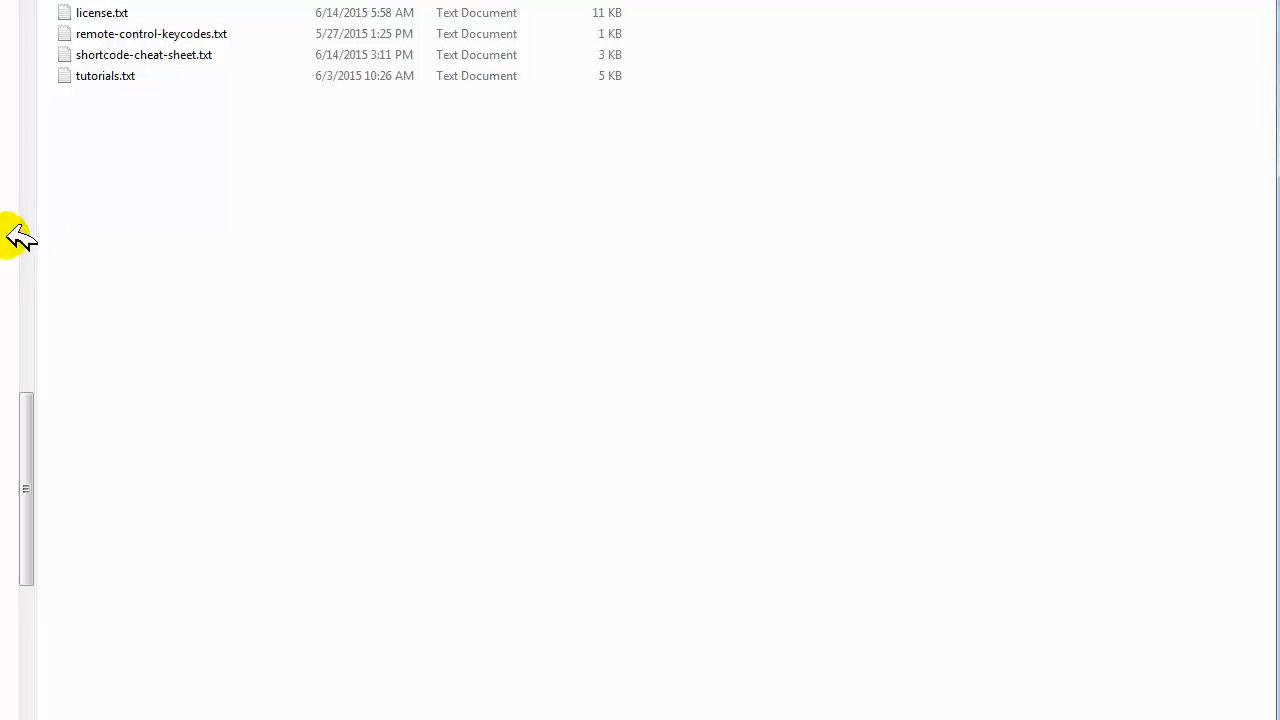 license.txt 6/14/2015 5:58 AM Text Document 11 KB
remote-control-keycodes.txt 5/27/2015 1:25 PM Text Document 1 KB
shortcode-cheat-sheet.txt 6/14/2015 3:11 PM Text Document 3 KB
tutorials.txt 6/3/2015 10:26 AM Text Document 5 KB